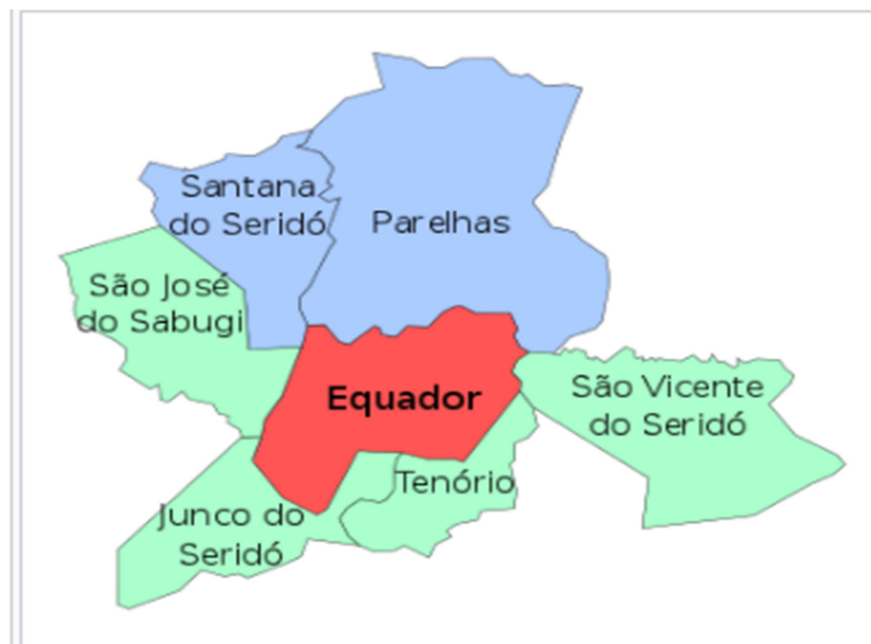 Santana
do Seridó
Parelhas
São José
do Sabugi
Equador
São Vicente
do Seridó
Tenório
Junco do
Seridó